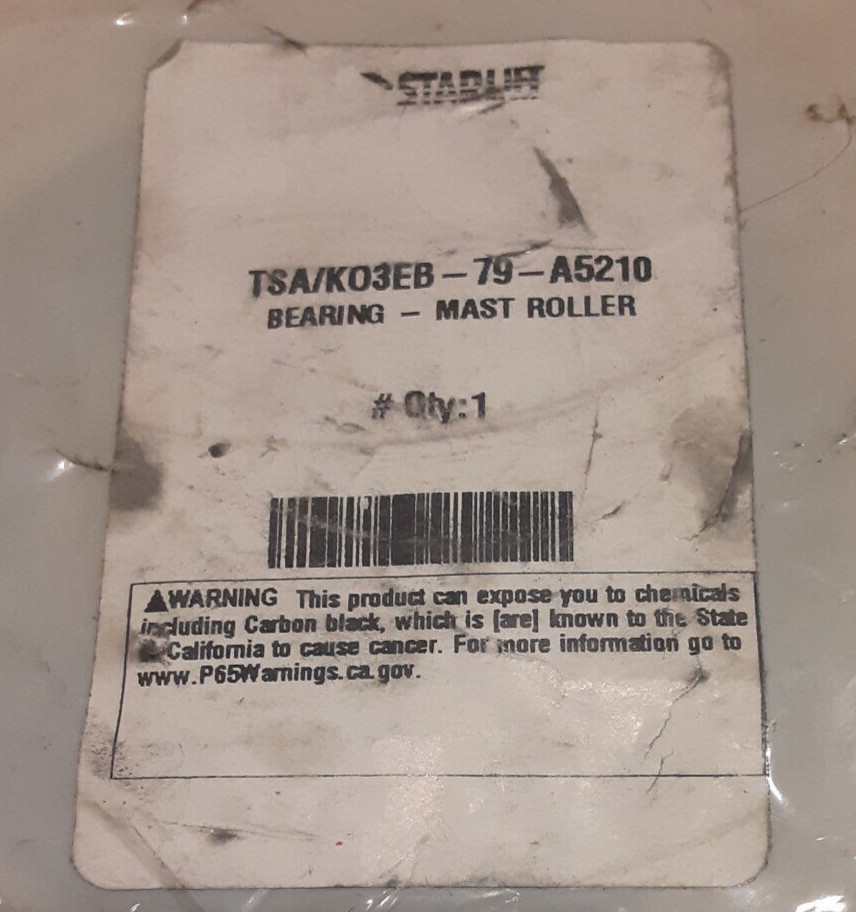 STARLIFT
TSA/KO3EB-79-A5210
BEARING - MAST ROLLER
# Qty:1
WARNING This product can expose you to chemicals
including Carbon black, which is [are] known to the State
California to cause cancer. For more information go to
www.P65Warnings.ca.gov.